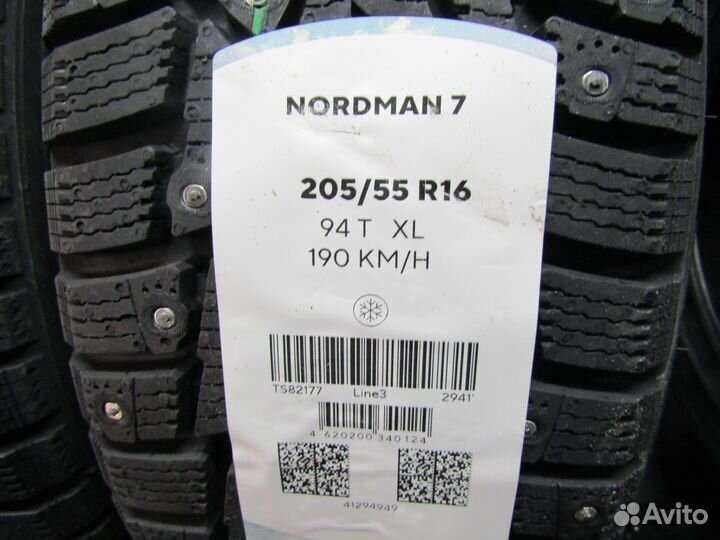 NORDMAN 7
205/55 R16
94 T XL
190 KM/H
TS82177 Line3 2941
4 620200 340124
41294949
Avito